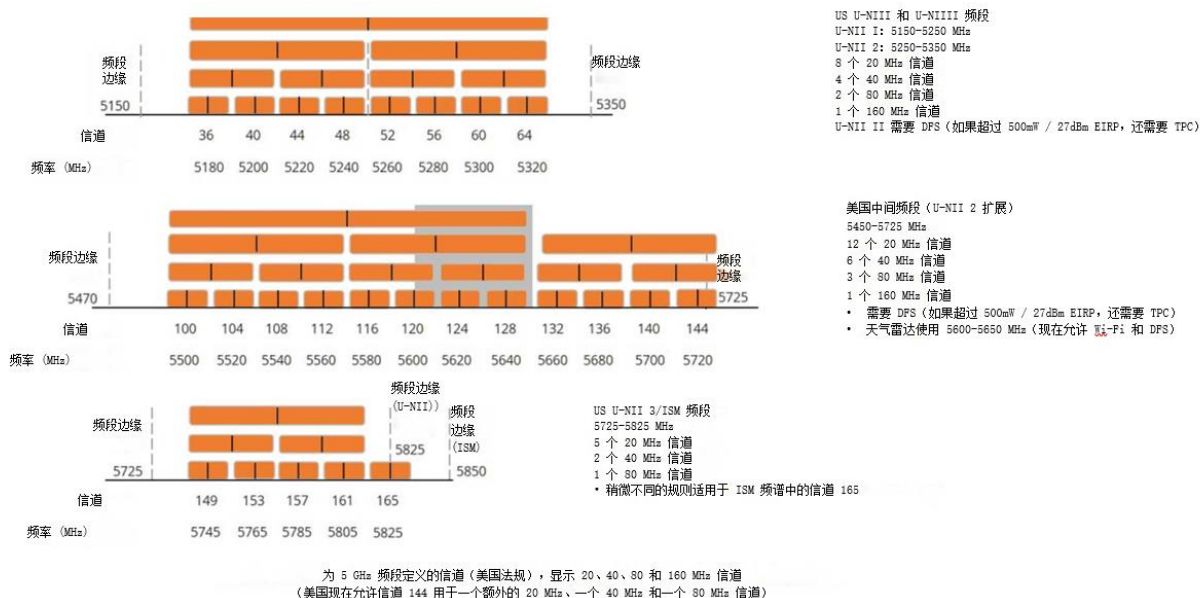 US U-NIII 和 U-NIIII 频段
U-NII I: 5150-5250 MHz
U-NII 2: 5250-5350 MHz
8 个 20 MHz 信道
4 个 40 MHz 信道
2 个 80 MHz 信道
1 个 160 MHz 信道
U-NII II 需要 DFS（如果超过 500mW / 27dBm EIRP，还需要 TPC）
频段
边缘
5150
频段边缘
5350
信道 36 40 44 48 52 56 60 64
频率 (MHz) 5180 5200 5220 5240 5260 5280 5300 5320
美国中间频段（U-NII 2 扩展）
5450-5725 MHz
12 个 20 MHz 信道
6 个 40 MHz 信道
3 个 80 MHz 信道
1 个 160 MHz 信道
• 需要 DFS（如果超过 500mW / 27dBm EIRP，还需要 TPC）
• 天气雷达使用 5600-5650 MHz（现在允许 Wi-Fi 和 DFS）
频段边缘
5470
频段
边缘
5725
信道 100 104 108 112 116 120 124 128 132 136 140 144
频率 (MHz) 5500 5520 5540 5560 5580 5600 5620 5640 5660 5680 5700 5720
频段边缘
(U-NII))
5825
频段
边缘
(ISM)
5850
频段边缘
5725
US U-NII 3/ISM 频段
5725-5825 MHz
5 个 20 MHz 信道
2 个 40 MHz 信道
1 个 80 MHz 信道
• 稍微不同的规则适用于 ISM 频谱中的信道 165
信道 149 153 157 161 165
频率 (MHz) 5745 5765 5785 5805 5825
为 5 GHz 频段定义的信道（美国法规），显示 20、40、80 和 160 MHz 信道
（美国现在允许信道 144 用于一个额外的 20 MHz、一个 40 MHz 和一个 80 MHz 信道）